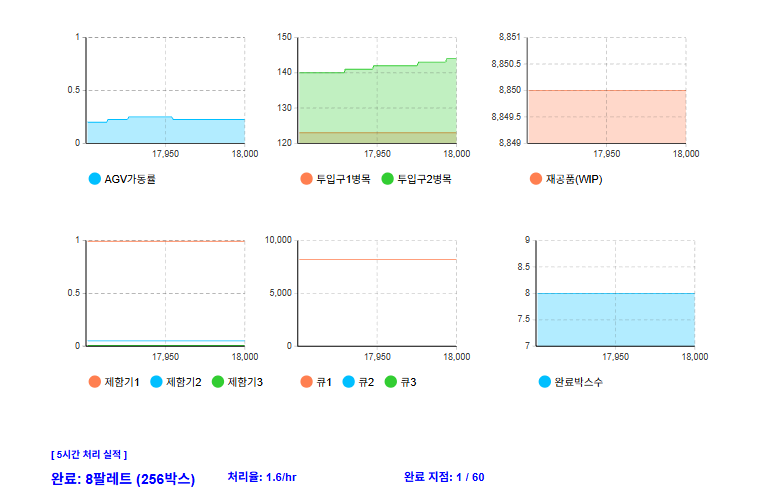 1
0.5
0
17,950
18,000
AGV가동률
150
140
130
120
17,950
18,000
투입구1병목
투입구2병목
8,851
8,850.5
8,850
8,849.5
8,849
17,950
18,000
재공품(WIP)
1
0.5
0
17,950
18,000
제함기1
제함기2
제함기3
10,000
5,000
0
17,950
18,000
큐1
큐2
큐3
9
8.5
8
7.5
7
17,950
18,000
완료박스수
[ 5시간 처리 실적 ]
완료: 8팔레트 (256박스)
처리율: 1.6/hr
완료 지점: 1 / 60